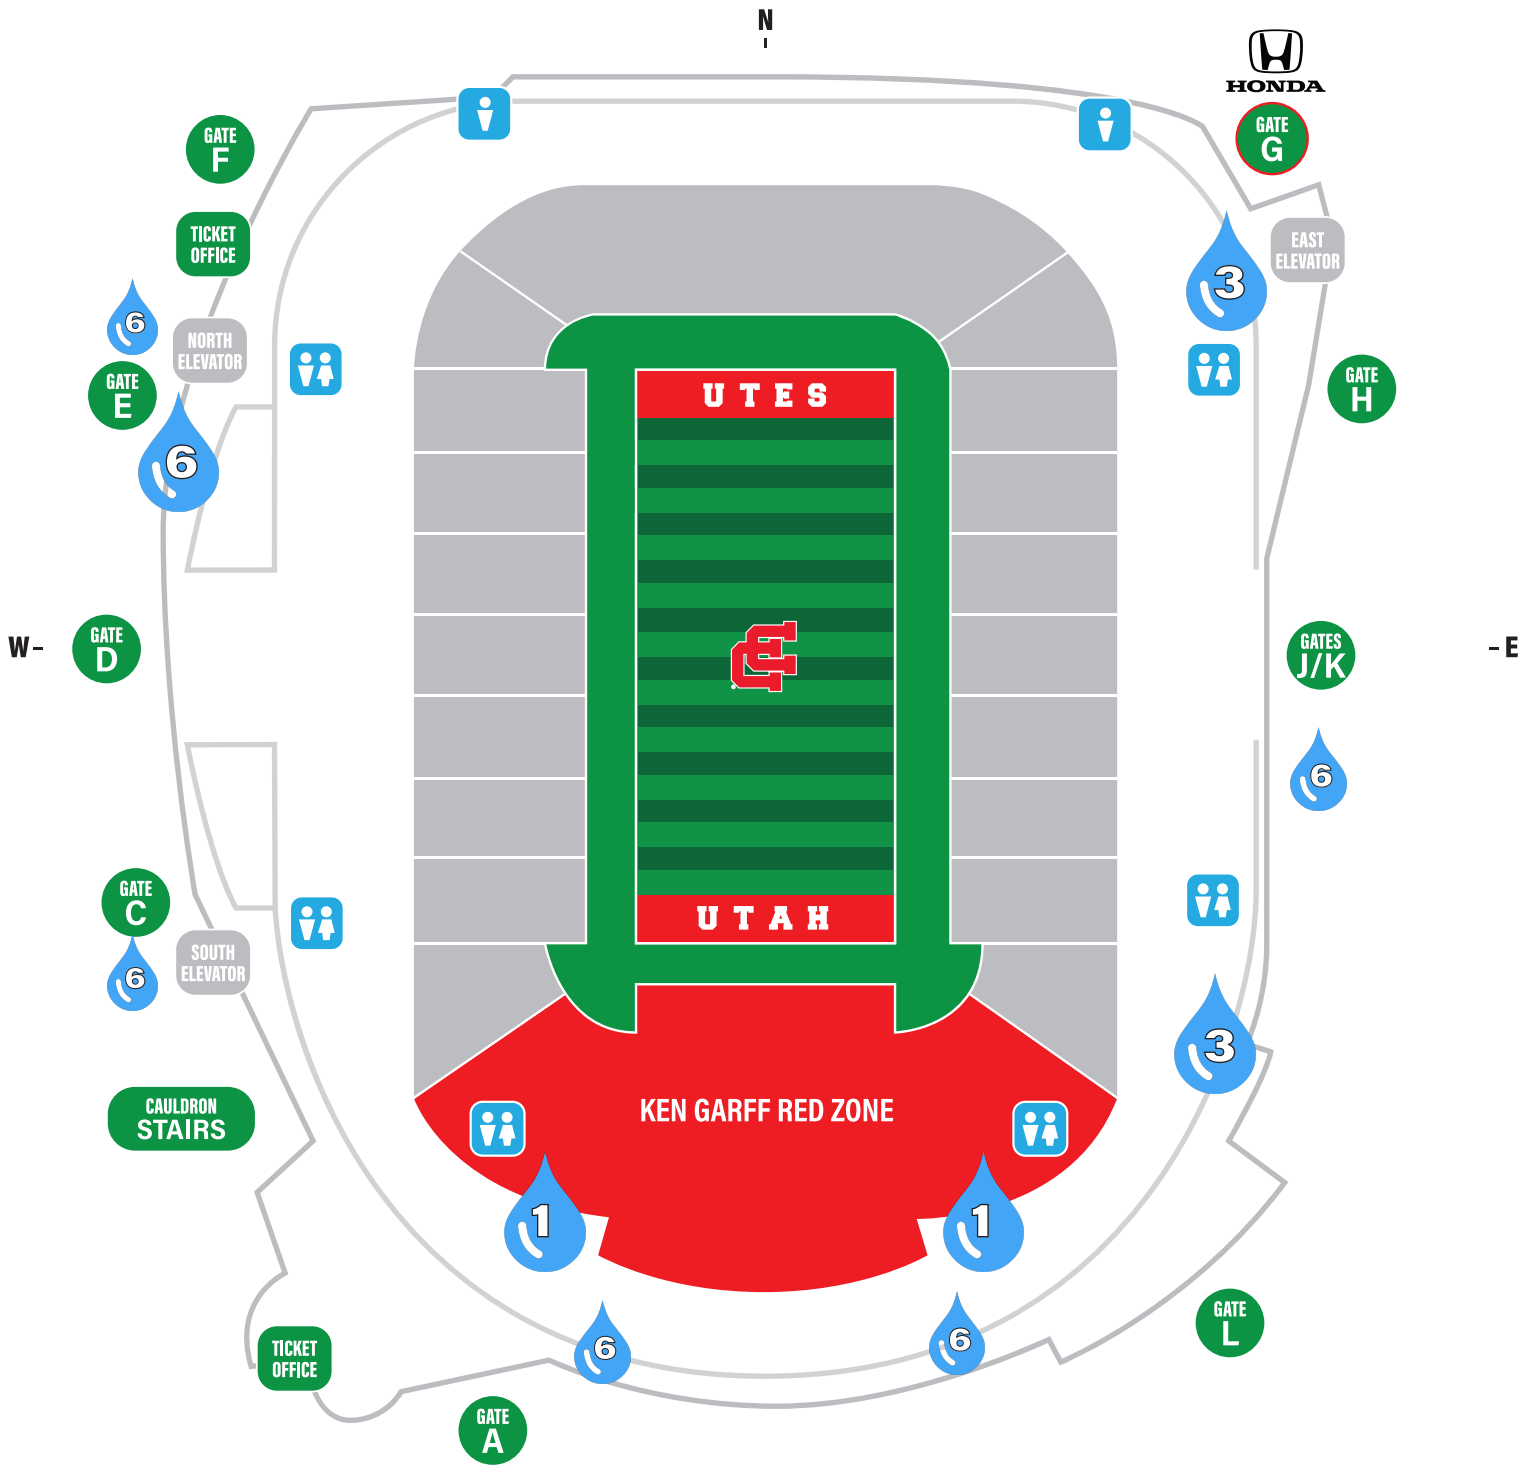 N
HONDA
GATE
F
GATE
G
TICKET
OFFICE
EAST
ELEVATOR
3
6
NORTH
ELEVATOR
GATE
E
GATE
H
UTES
6
W-
GATE
D
GATES
J/K
- E
6
GATE
C
UTAH
SOUTH
ELEVATOR
6
3
CAULDRON
STAIRS
KEN GARFF RED ZONE
1
1
GATE
L
6
6
TICKET
OFFICE
GATE
A